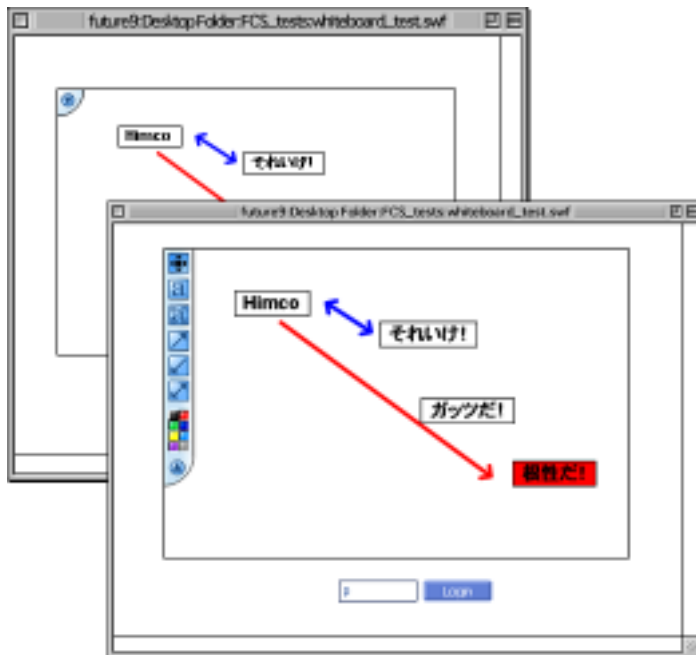 future9:Desktop Folder:FCS_tests:whiteboard_test.swf
Himco
それいけ!
future9:Desktop Folder:FCS_tests:whiteboard_test.swf
Himco
それいけ!
ガッツだ!
根性だ!
Login